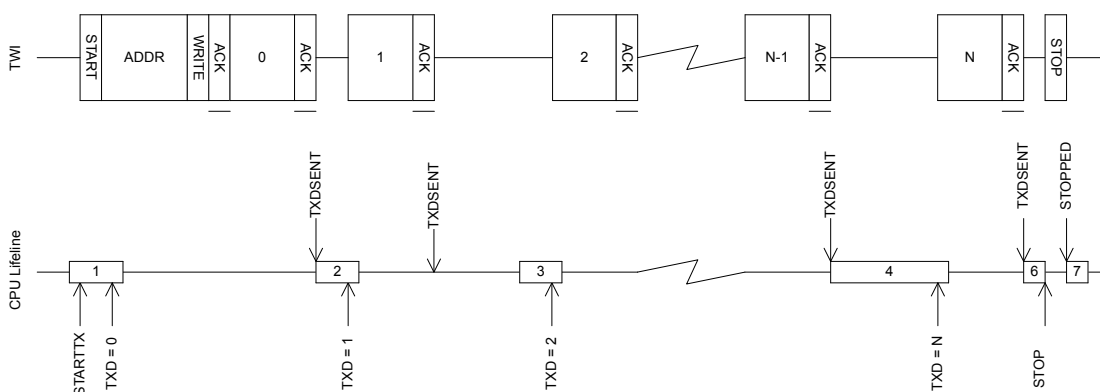 TWI
START
ADDR
WRITE
ACK
0
ACK
1
ACK
2
ACK
N-1
ACK
N
ACK
STOP
CPU Lifeline
TXDSENT
TXDSENT
TXDSENT
TXDSENT
STOPPED
1
2
3
4
6
7
STARTTX
TXD = 0
TXD = 1
TXD = 2
TXD = N
STOP